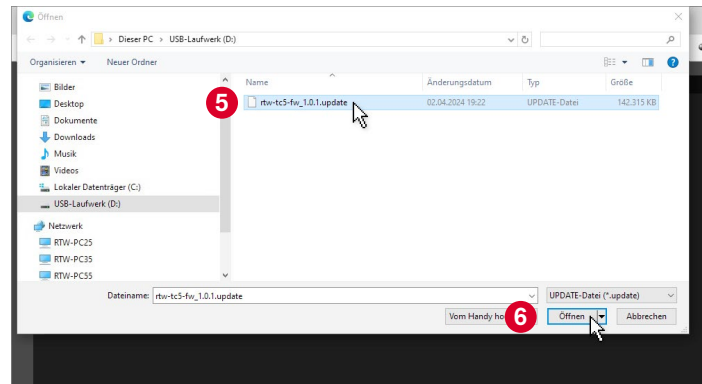 Öffnen
Dieser PC > USB-Laufwerk (D:)
Organisieren Neuer Ordner
Name Änderungsdatum Typ Größe
5 rtw-tc5-fw_1.0.1.update 02.04.2024 19:22 UPDATE-Datei 142.315 KB
Bilder
Desktop
Dokumente
Downloads
Musik
Videos
Lokaler Datenträger (C:)
USB-Laufwerk (D:)
Netzwerk
RTW-PC25
RTW-PC35
RTW-PC55
Dateiname: rtw-tc5-fw_1.0.1.update UPDATE-Datei (*.update)
Vom Handy 6 Öffnen Abbrechen